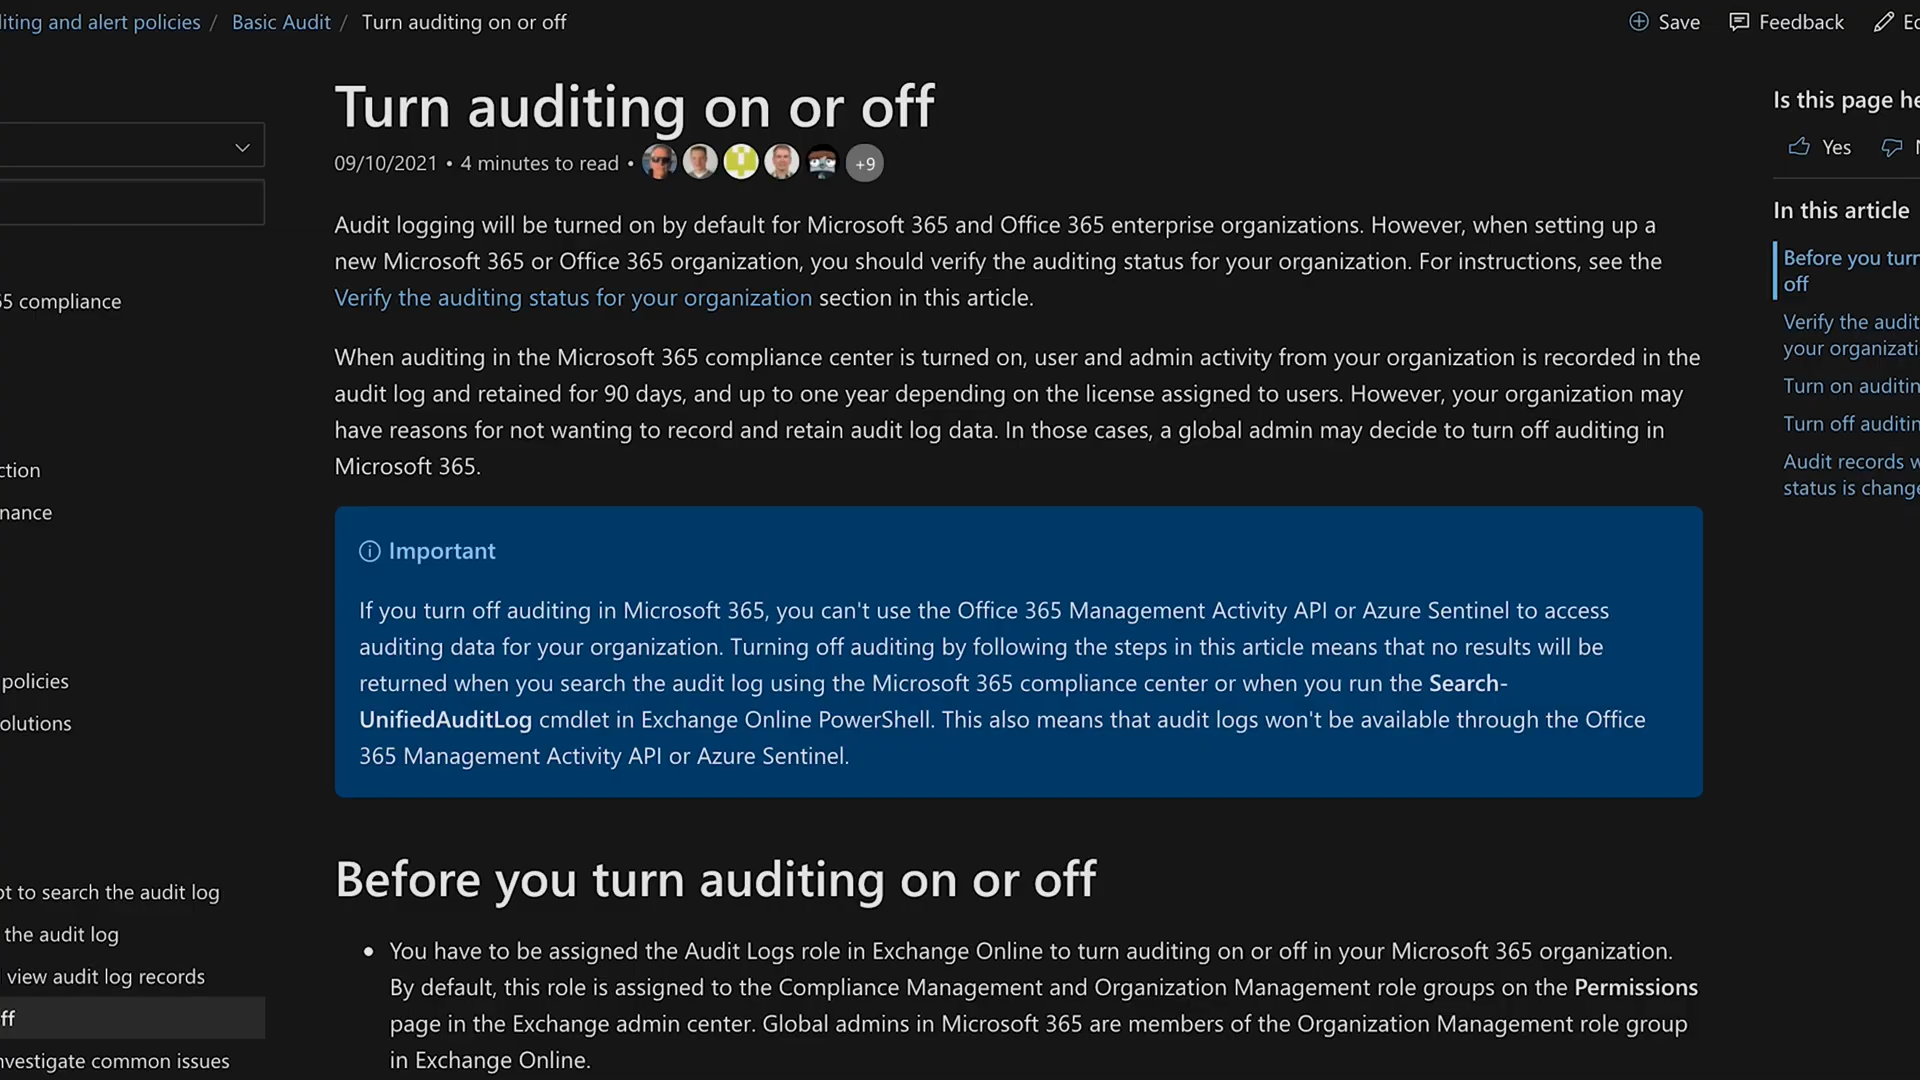 iting and alert policies / Basic Audit / Turn auditing on or off
Save Feedback Ed
Turn auditing on or off
09/10/2021 • 4 minutes to read • +9
Audit logging will be turned on by default for Microsoft 365 and Office 365 enterprise organizations. However, when setting up a
new Microsoft 365 or Office 365 organization, you should verify the auditing status for your organization. For instructions, see the
Verify the auditing status for your organization section in this article.
When auditing in the Microsoft 365 compliance center is turned on, user and admin activity from your organization is recorded in the
audit log and retained for 90 days, and up to one year depending on the license assigned to users. However, your organization may
have reasons for not wanting to record and retain audit log data. In those cases, a global admin may decide to turn off auditing in
Microsoft 365.
Important
If you turn off auditing in Microsoft 365, you can't use the Office 365 Management Activity API or Azure Sentinel to access
auditing data for your organization. Turning off auditing by following the steps in this article means that no results will be
returned when you search the audit log using the Microsoft 365 compliance center or when you run the Search-
UnifiedAuditLog cmdlet in Exchange Online PowerShell. This also means that audit logs won't be available through the Office
365 Management Activity API or Azure Sentinel.
Before you turn auditing on or off
• You have to be assigned the Audit Logs role in Exchange Online to turn auditing on or off in your Microsoft 365 organization.
By default, this role is assigned to the Compliance Management and Organization Management role groups on the Permissions
page in the Exchange admin center. Global admins in Microsoft 365 are members of the Organization Management role group
in Exchange Online.
5 compliance
ction
nance
policies
olutions
pt to search the audit log
the audit log
view audit log records
ff
nvestigate common issues
Is this page he
Yes N
In this article
Before you turn
off
Verify the audit
your organizati
Turn on auditin
Turn off auditin
Audit records w
status is change